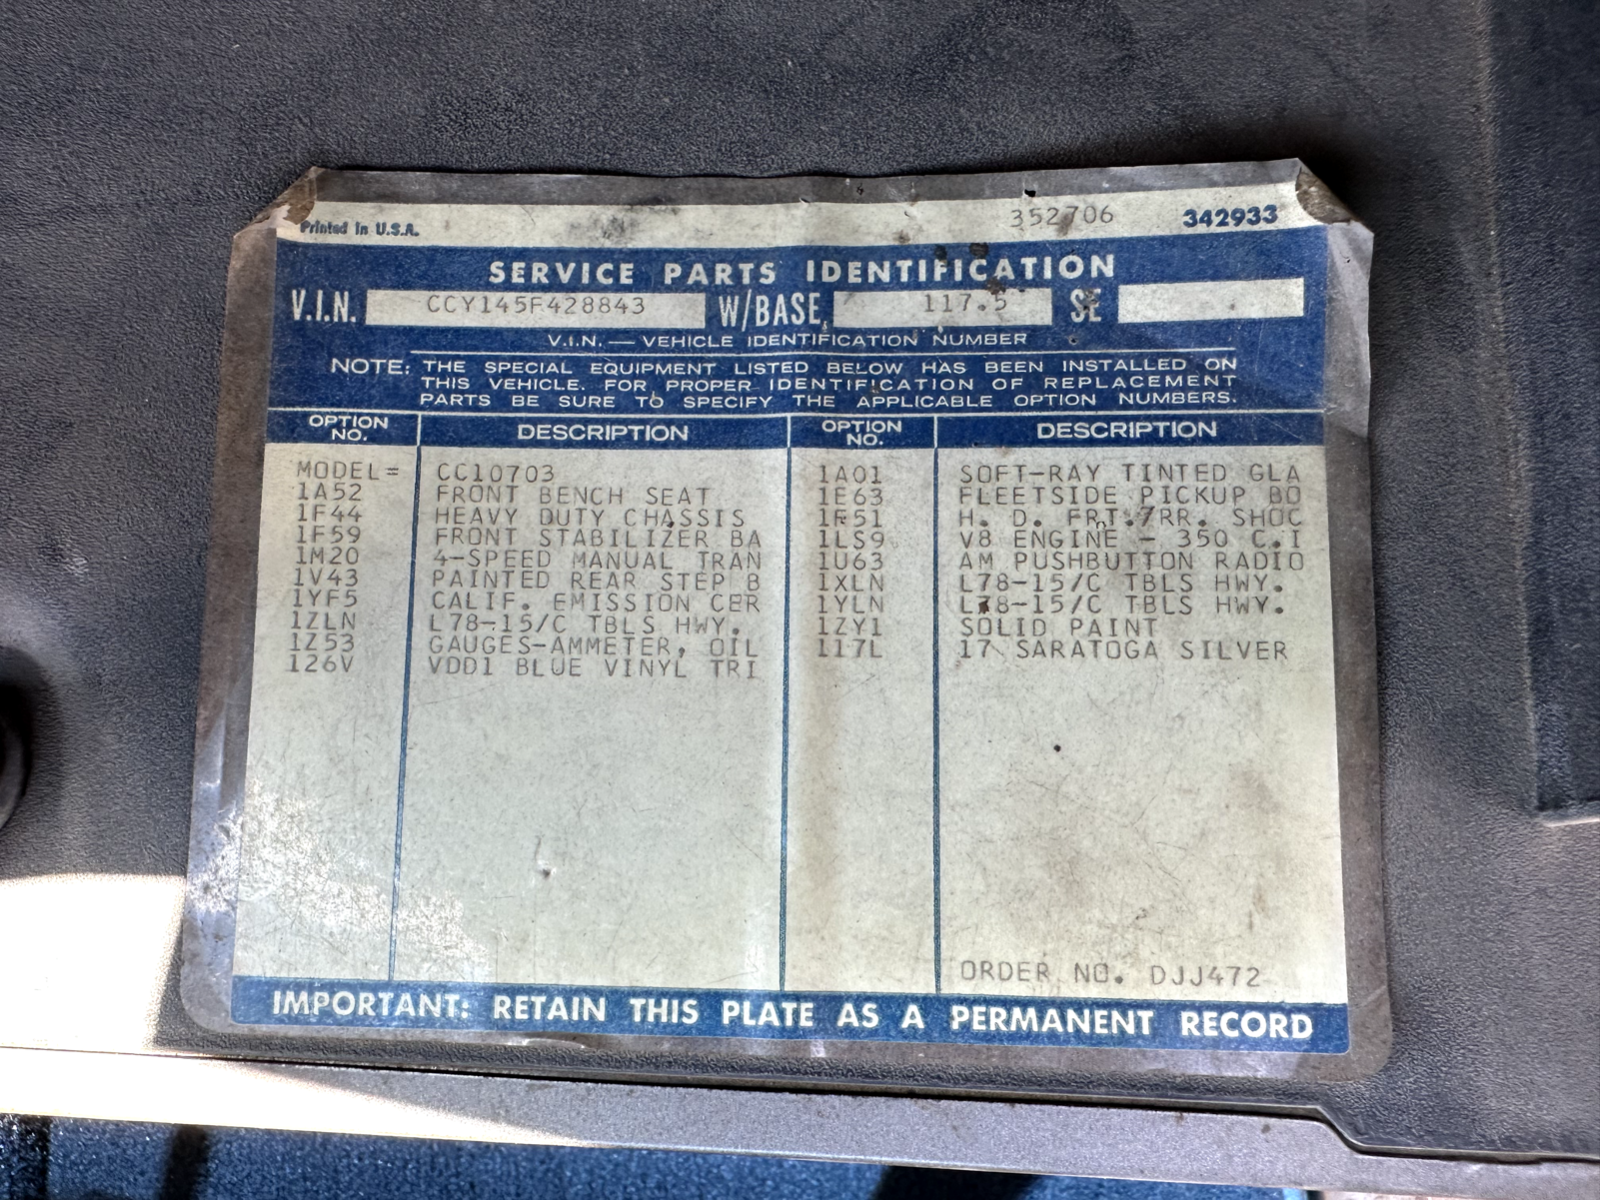 Printed in U.S.A. 352706 342933
SERVICE PARTS IDENTIFICATION
V.I.N. CCY145F428843 W/BASE 117.5 SE
V.I.N. — VEHICLE IDENTIFICATION NUMBER
NOTE: THE SPECIAL EQUIPMENT LISTED BELOW HAS BEEN INSTALLED ON
THIS VEHICLE. FOR PROPER IDENTIFICATION OF REPLACEMENT
PARTS BE SURE TO SPECIFY THE APPLICABLE OPTION NUMBERS.
OPTION NO. DESCRIPTION OPTION NO. DESCRIPTION
MODEL= CC10703 1A01 SOFT-RAY TINTED GLA
1A52 FRONT BENCH SEAT 1E63 FLEETSIDE PICKUP BO
1F44 HEAVY DUTY CHASSIS 1F51 H. D. FRT./RR. SHOC
1F59 FRONT STABILIZER BA 1LS9 V8 ENGINE - 350 C.I
1M20 4-SPEED MANUAL TRAN 1U63 AM PUSHBUTTON RADIO
1V43 PAINTED REAR STEP B 1XLN L78-15/C TBLS HWY.
1YF5 CALIF. EMISSION CER 1YLN L78-15/C TBLS HWY.
1ZLN L78-15/C TBLS HWY. 1ZY1 SOLID PAINT
1Z53 GAUGES-AMMETER, OIL 117L 17 SARATOGA SILVER
126V VDD1 BLUE VINYL TRI
ORDER NO. DJJ472
IMPORTANT: RETAIN THIS PLATE AS A PERMANENT RECORD